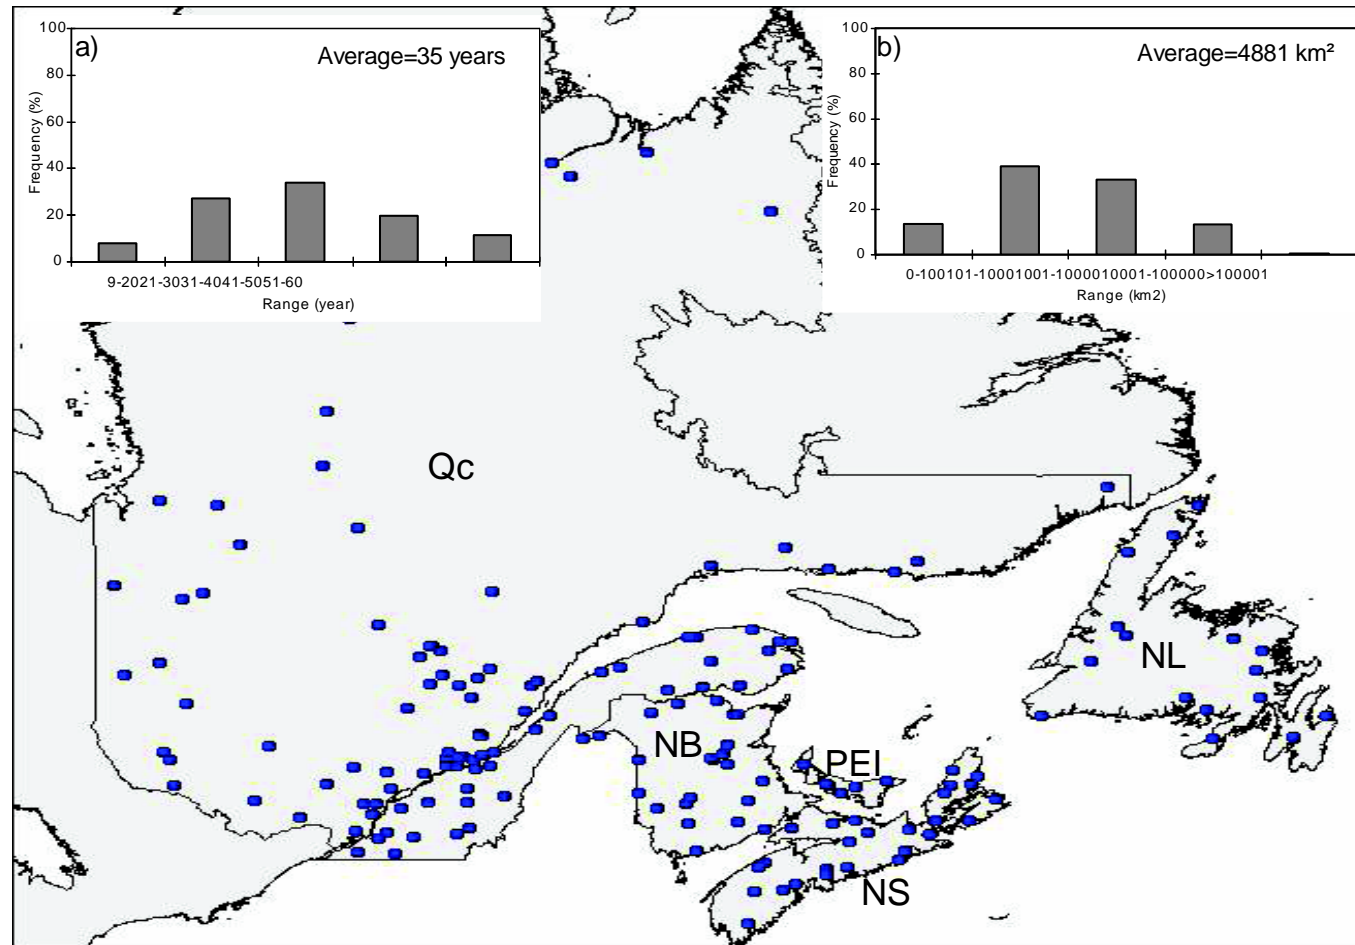 a)
Average=35 years
100
80
60
40
20
0
Frequency (%)
9-2021-3031-4041-5051-60
Range (year)
b)
Average=4881 km²
100
80
60
40
20
0
Frequency (%)
0-100101-10001001-1000010001-100000>100001
Range (km2)
Qc
NL
NB
PEI
NS